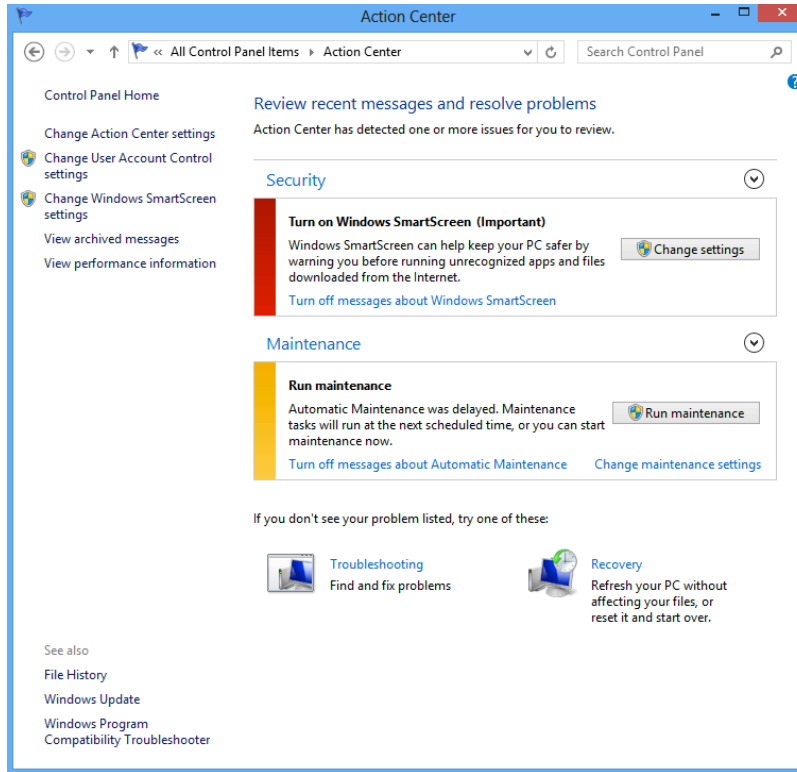 Action Center
« All Control Panel Items Action Center
Search Control Panel
Control Panel Home
Change Action Center settings
Change User Account Control
settings
Change Windows SmartScreen
settings
View archived messages
View performance information
Review recent messages and resolve problems
Action Center has detected one or more issues for you to review.
Security
Turn on Windows SmartScreen (Important)
Windows SmartScreen can help keep your PC safer by
warning you before running unrecognized apps and files
downloaded from the Internet.
Change settings
Turn off messages about Windows SmartScreen
Maintenance
Run maintenance
Automatic Maintenance was delayed. Maintenance
tasks will run at the next scheduled time, or you can start
maintenance now.
Run maintenance
Turn off messages about Automatic Maintenance Change maintenance settings
If you don't see your problem listed, try one of these:
Troubleshooting
Find and fix problems
Recovery
Refresh your PC without
affecting your files, or
reset it and start over.
See also
File History
Windows Update
Windows Program
Compatibility Troubleshooter